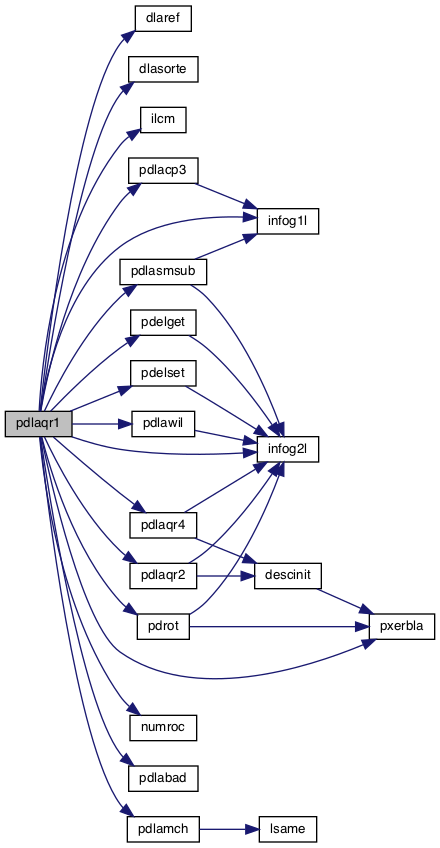 dlaref
dlasorte
ilcm
pdlacp3
infog1l
pdlasmsub
pdelget
pdelset
pdlaqr1
pdlawil
infog2l
pdlaqr4
pdlaqr2
descinit
pdrot
pxerbla
numroc
pdlabad
pdlamch
lsame